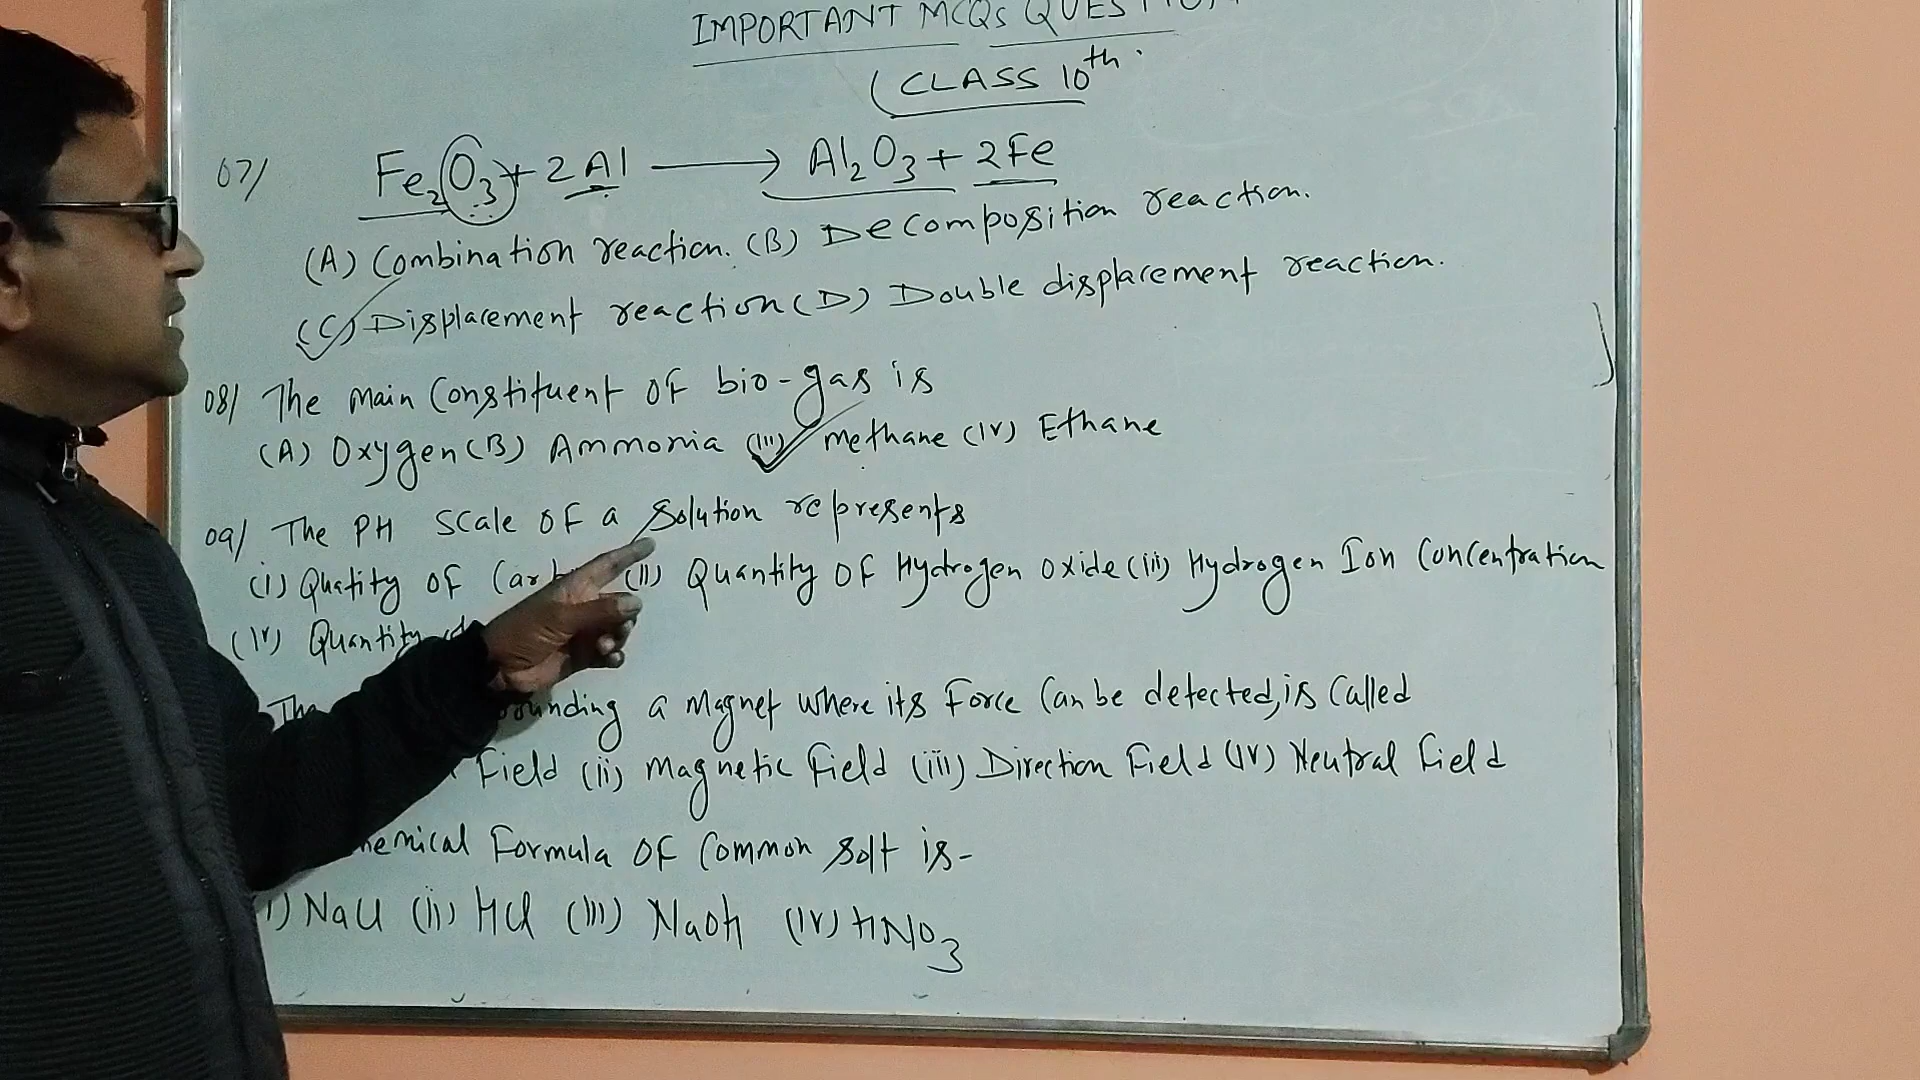 IMPORTANT MCQs QUESTION
(CLASS 10th.
07/ Fe2O3 + 2Al → Al2O3 + 2Fe
(A) Combination reaction. (B) Decomposition reaction.
(C) Displacement reaction (D) Double displacement reaction.
08/ The main Constituent OF bio-gas is
(A) Oxygen (B) Ammonia (iii) methane (iv) Ethane
09/ The PH Scale OF a Solution represents
(i) Quatity OF (ii) Quantity OF Hydrogen oxide (iii) Hydrogen Ion Concentration
(iv) Quantity
The a Magnet where its Force Can be detected, is Called
Field (ii) Magnetic Field (iii) Direction Field (iv) Neutral Field
Formula OF Common Solt is-
(i) NaCl (ii) HCl (iii) NaOH (iv) HNO3